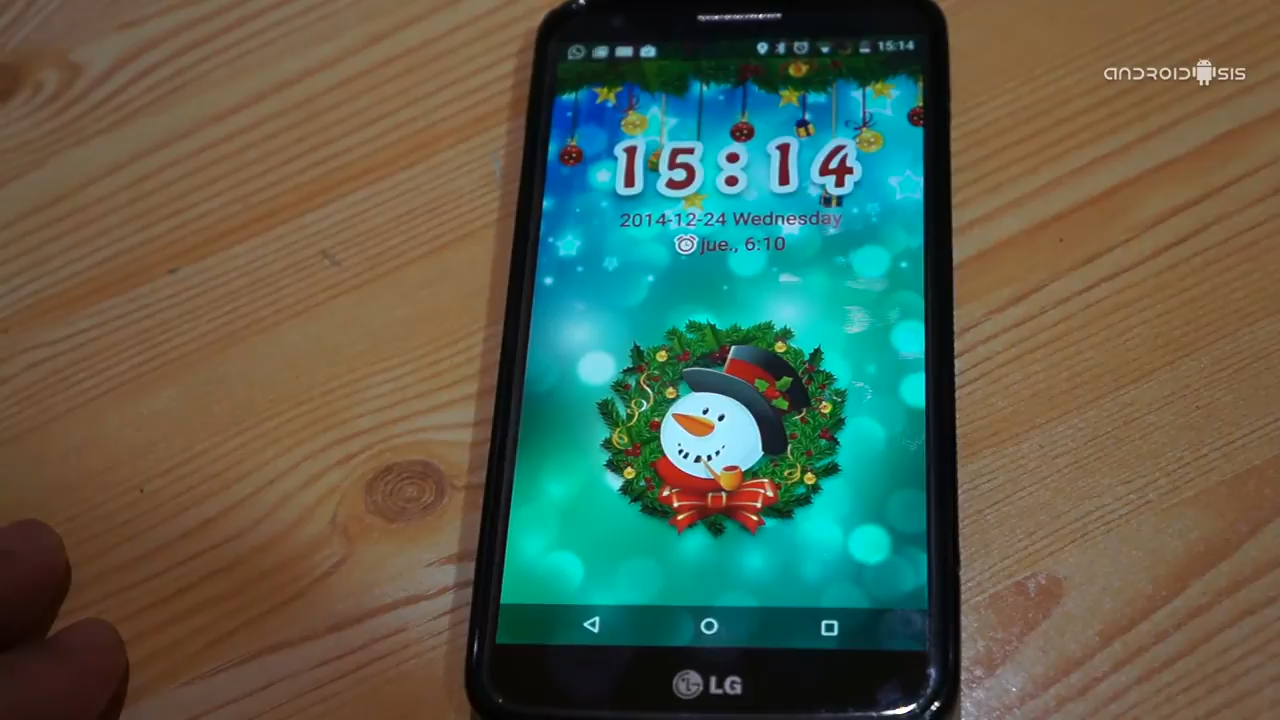 15:14
ANDROIDSIS
15:14
2014-12-24 Wednesday
jue., 6:10
LG